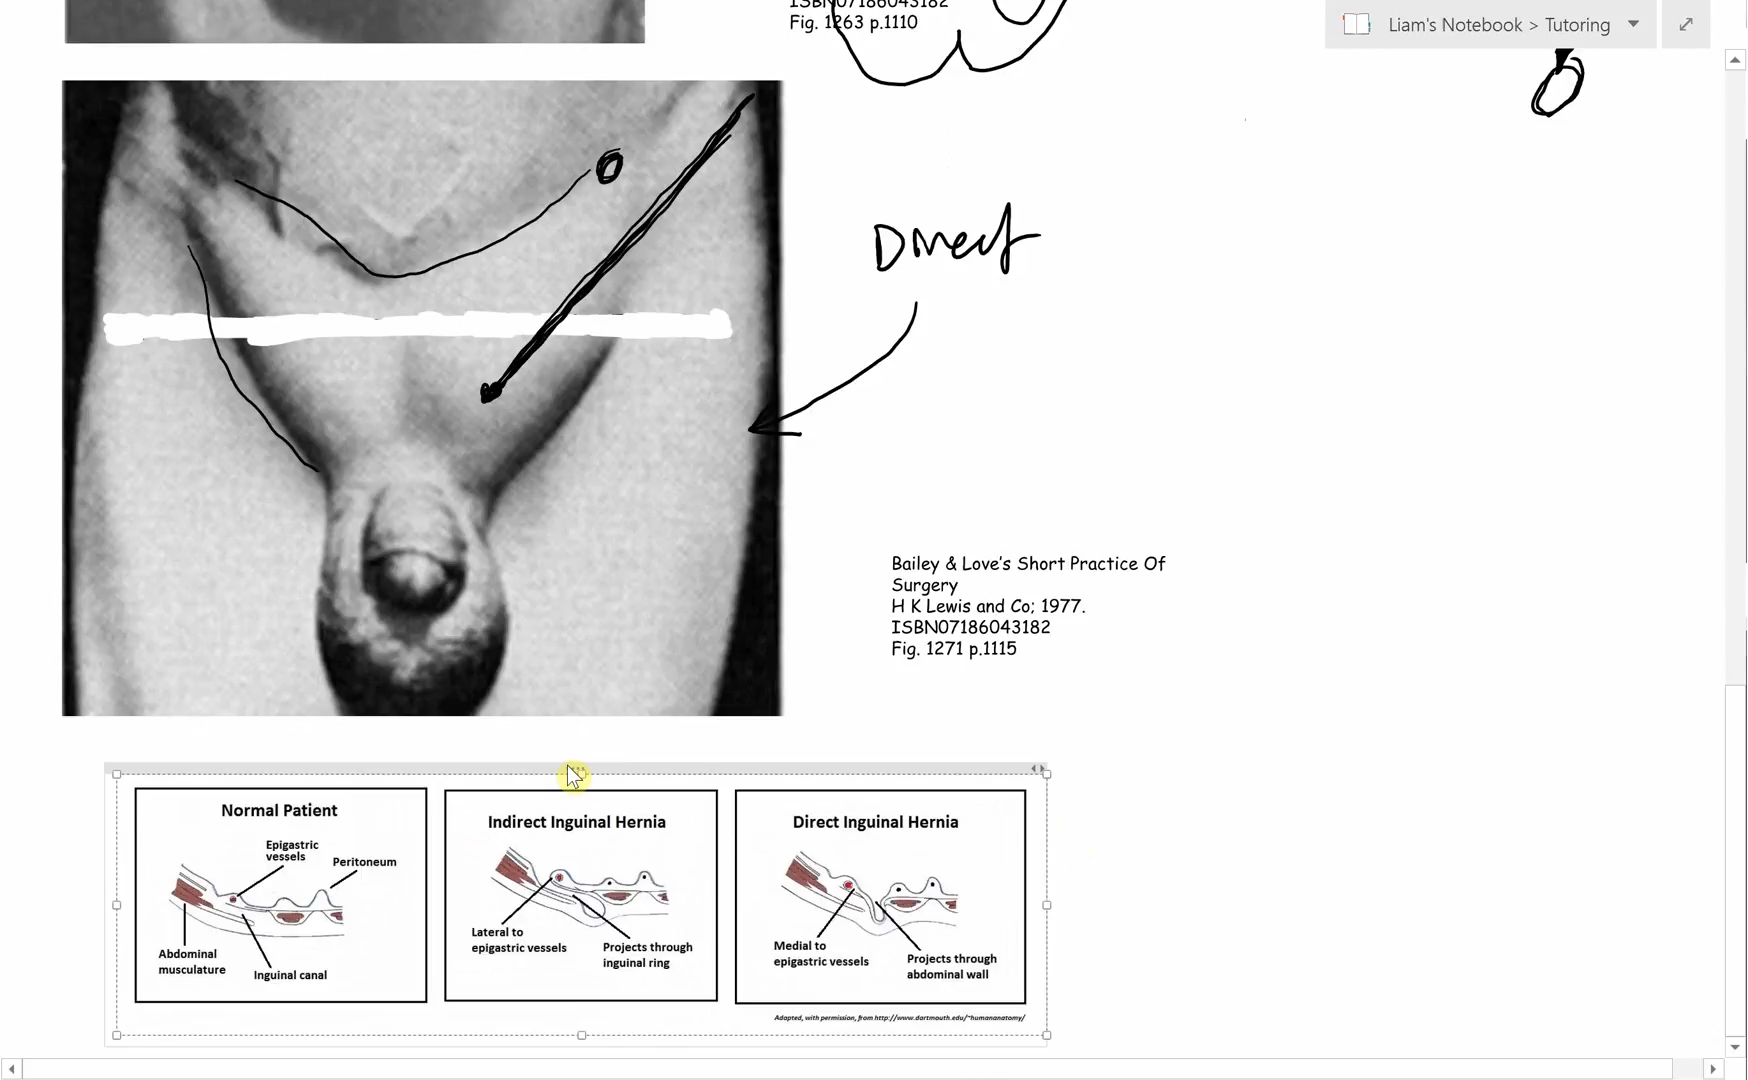 ISBN07186043182
Fig. 1263 p.1110
Liam's Notebook > Tutoring
Direct
Bailey & Love's Short Practice Of
Surgery
H K Lewis and Co; 1977.
ISBN07186043182
Fig. 1271 p.1115
Normal Patient
Epigastric
vessels
Peritoneum
Abdominal
musculature
Inguinal canal
Indirect Inguinal Hernia
Lateral to
epigastric vessels
Projects through
inguinal ring
Direct Inguinal Hernia
Medial to
epigastric vessels
Projects through
abdominal wall
Adapted, with permission, from http://www.dartmouth.edu/~humananatomy/